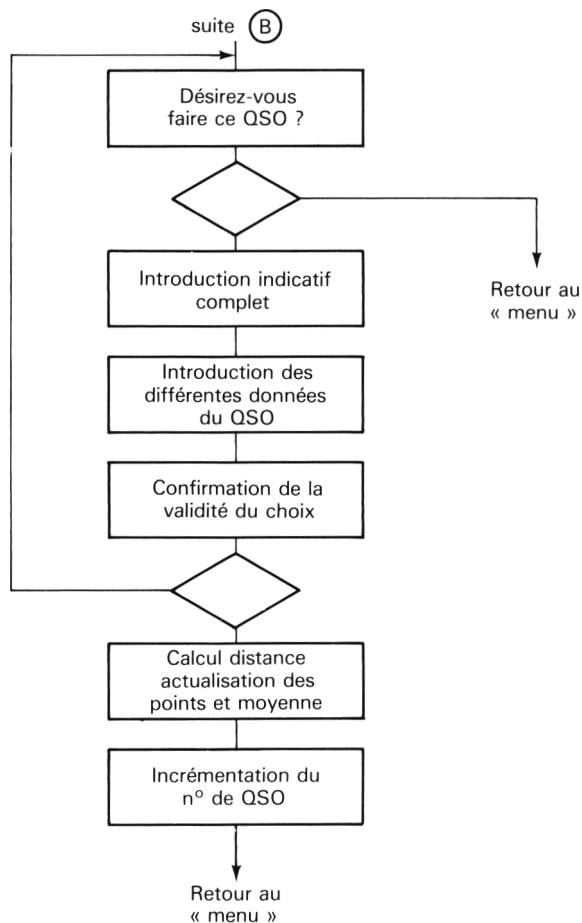 suite B
Désirez-vous
faire ce QSO ?
Introduction indicatif
complet
Retour au
« menu »
Introduction des
différentes données
du QSO
Confirmation de la
validité du choix
Calcul distance
actualisation des
points et moyenne
Incrémentation du
nº de QSO
Retour au
« menu »